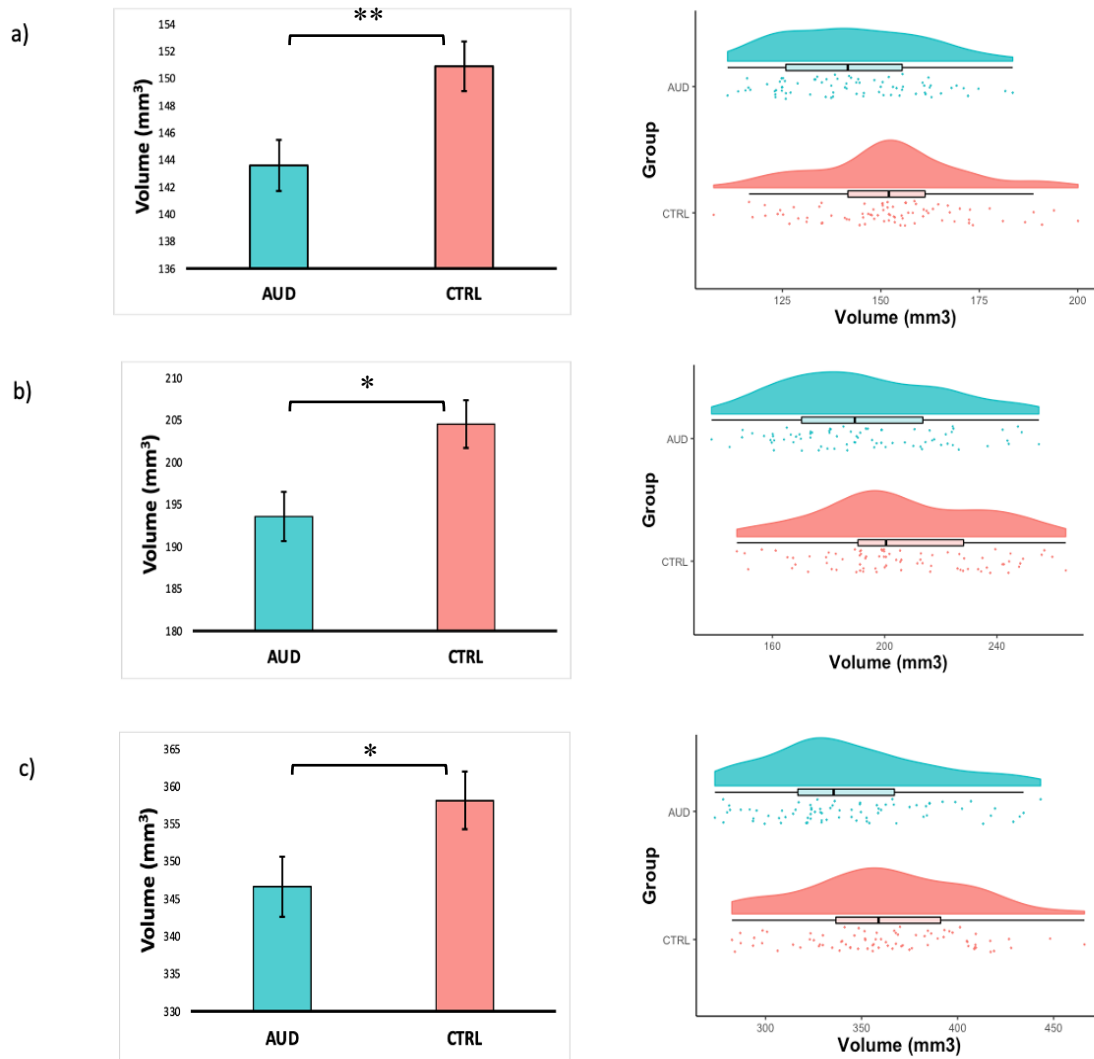 a)
Volume (mm³)
154
152
150
148
146
144
142
140
138
136
**
AUD
CTRL
Group
AUD
CTRL
125
150
175
200
Volume (mm3)
b)
Volume (mm³)
210
205
200
195
190
185
180
*
AUD
CTRL
Group
AUD
CTRL
160
200
240
Volume (mm3)
c)
Volume (mm³)
365
360
355
350
345
340
335
330
*
AUD
CTRL
Group
AUD
CTRL
300
350
400
450
Volume (mm3)